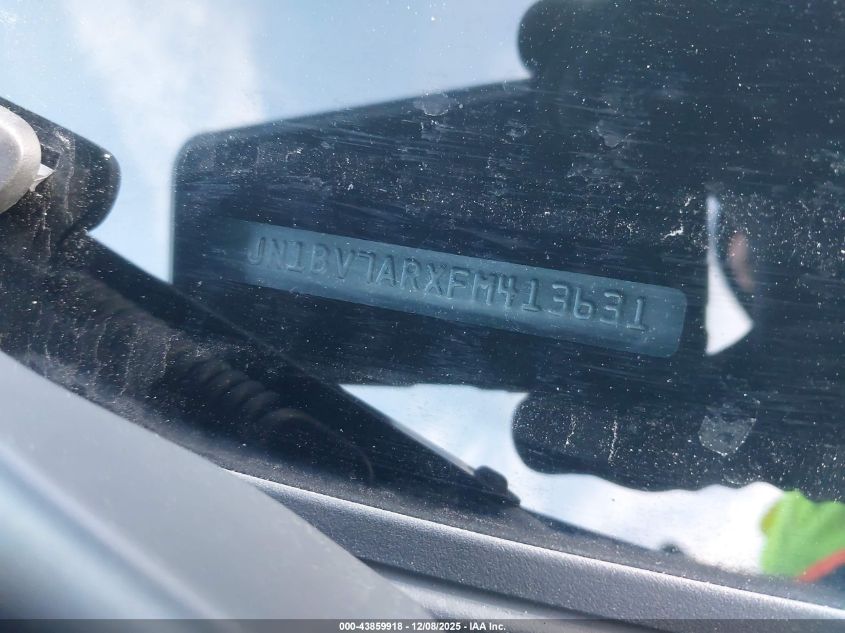 JN1BV7ARXFM413631
000-43859918 - 12/08/2025 - IAA Inc.